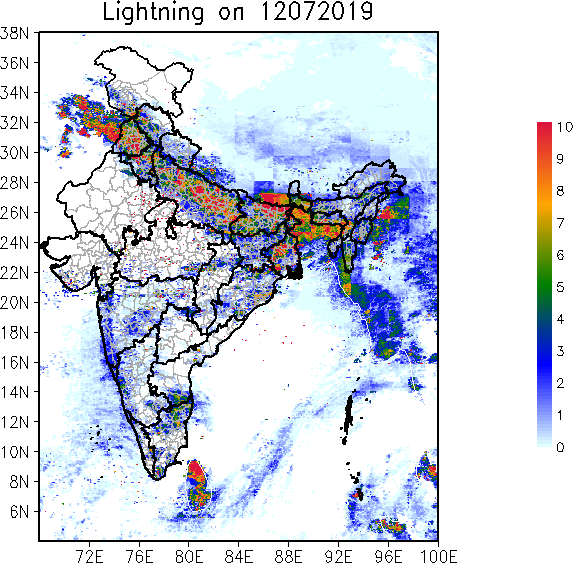 Lightning on 12072019
38N
36N
34N
32N
30N
28N
26N
24N
22N
20N
18N
16N
14N
12N
10N
8N
6N
72E 76E 80E 84E 88E 92E 96E 100E
10
9
8
7
6
5
4
3
2
1
0